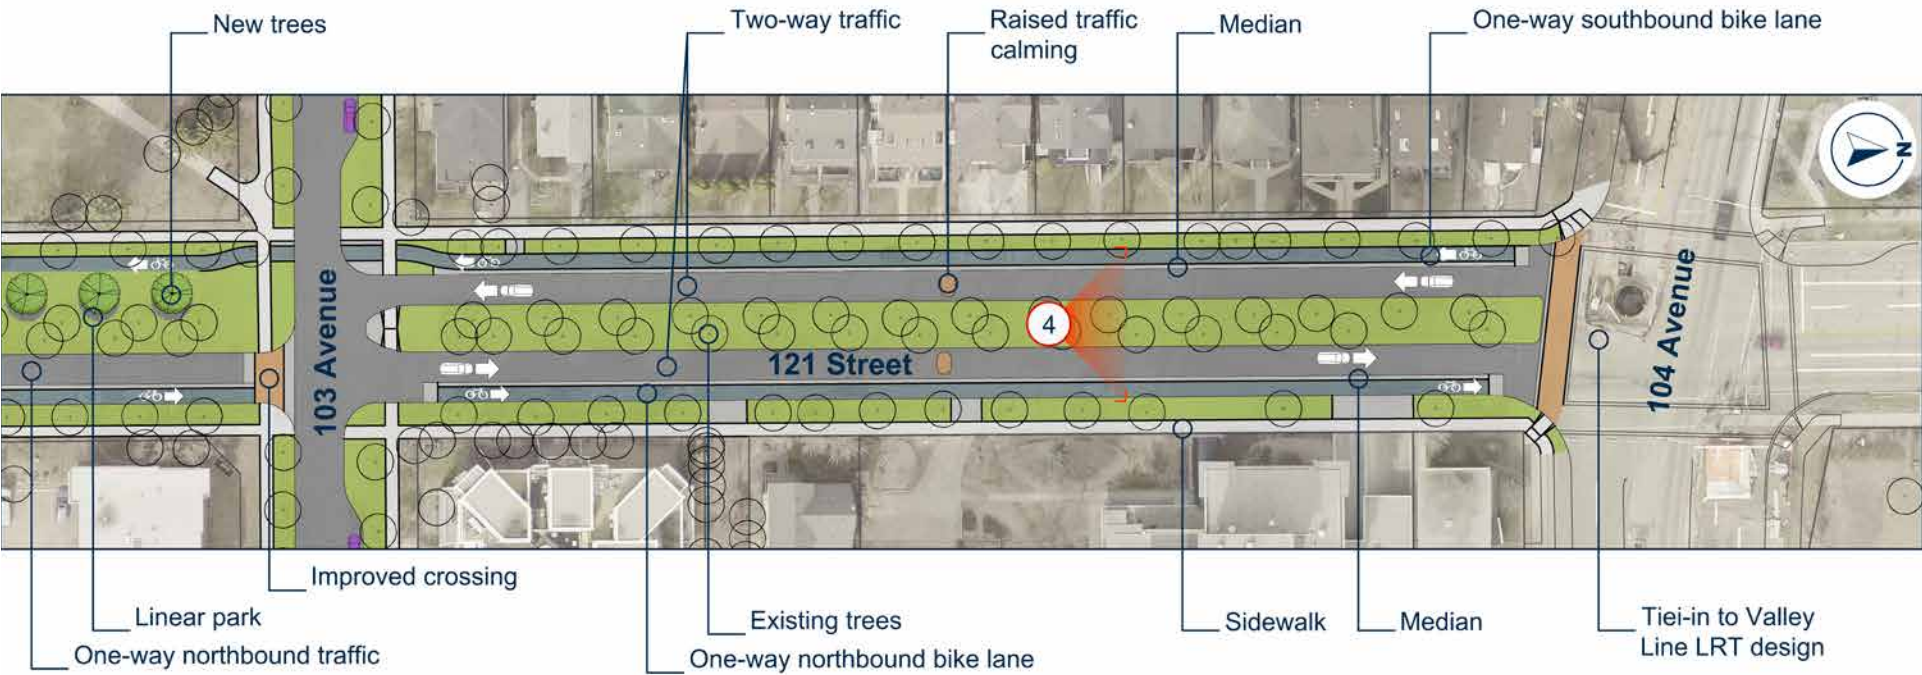 New trees
Two-way traffic
Raised traffic
calming
Median
One-way southbound bike lane
N
103 Avenue
4
121 Street
104 Avenue
Improved crossing
Linear park
One-way northbound traffic
Existing trees
One-way northbound bike lane
Sidewalk
Median
Tiei-in to Valley
Line LRT design